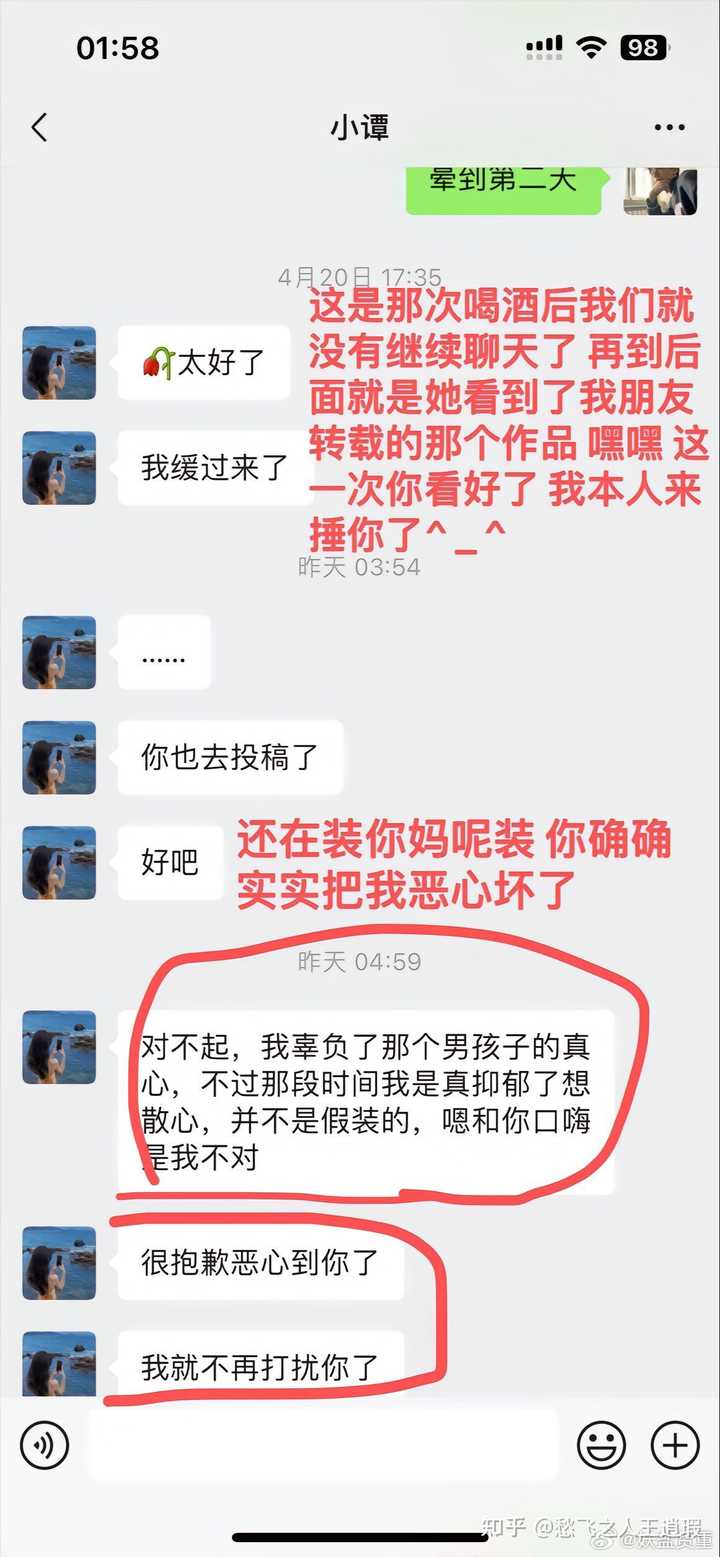 01:58
98
小谭
晕到第二天
4月20日 17:35
这是那次喝酒后我们就
没有继续聊天了 再到后
面就是她看到了我朋友
转载的那个作品 嘿嘿 这
一次你看好了 我本人来
捶你了^_^
🥀太好了
我缓过来了
昨天 03:54
······
你也去投稿了
好吧
还在装你妈呢装 你确确
实实把我恶心坏了
昨天 04:59
对不起，我辜负了那个男孩子的真
心，不过那段时间我是真抑郁了想
散心，并不是假装的，嗯和你口嗨
是我不对
很抱歉恶心到你了
我就不再打扰你了
知乎 @愁飞之人王逍瑕